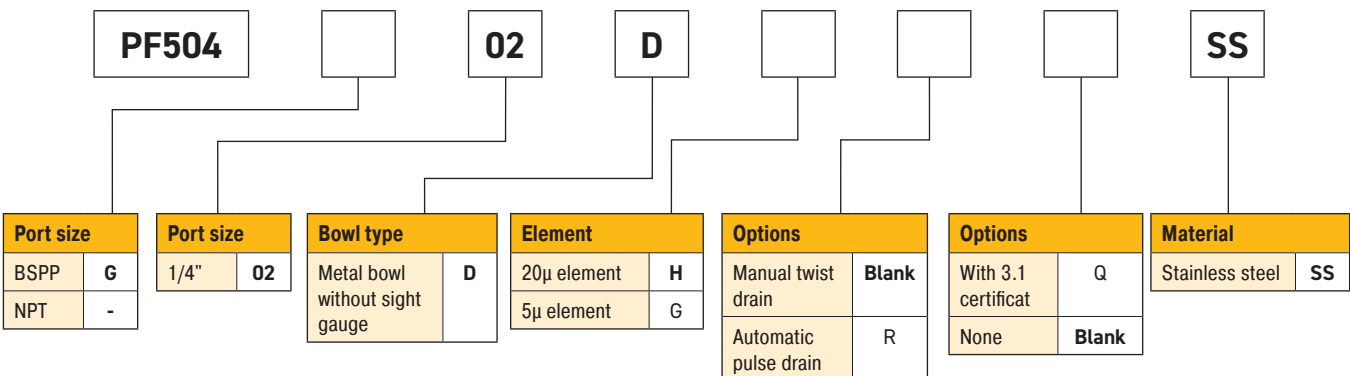 PF504 02 D SS
Port size
BSPP G
NPT -
Port size
1/4" 02
Bowl type
Metal bowl D
without sight
gauge
Element
20μ element H
5μ element G
Options
Manual twist Blank
drain
Automatic R
pulse drain
Options
With 3.1 Q
certificat
None Blank
Material
Stainless steel SS